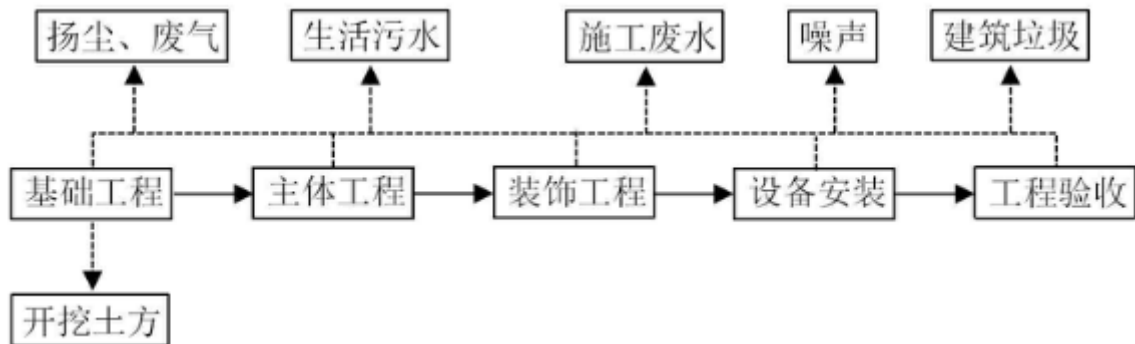 扬尘、废气 生活污水 施工废水 噪声 建筑垃圾
基础工程 主体工程 装饰工程 设备安装 工程验收
开挖土方